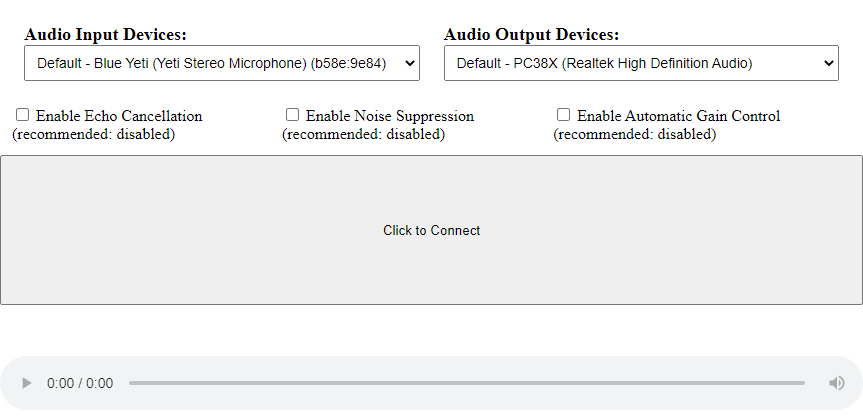 Audio Input Devices:
Audio Output Devices:
Default - Blue Yeti (Yeti Stereo Microphone) (b58e:9e84)
Default - PC38X (Realtek High Definition Audio)
Enable Echo Cancellation
(recommended: disabled)
Enable Noise Suppression
(recommended: disabled)
Enable Automatic Gain Control
(recommended: disabled)
Click to Connect
0:00 / 0:00